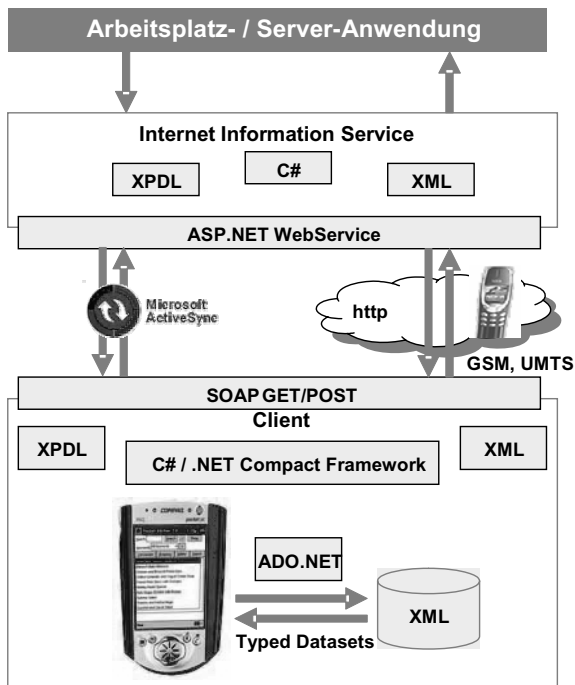 Arbeitsplatz- / Server-Anwendung
Internet Information Service
XPDL
C#
XML
ASP.NET WebService
Microsoft
ActiveSync
http
GSM, UMTS
SOAP GET/POST
Client
XPDL
C# / .NET Compact Framework
XML
COMPAQ
ADO.NET
XML
Typed Datasets